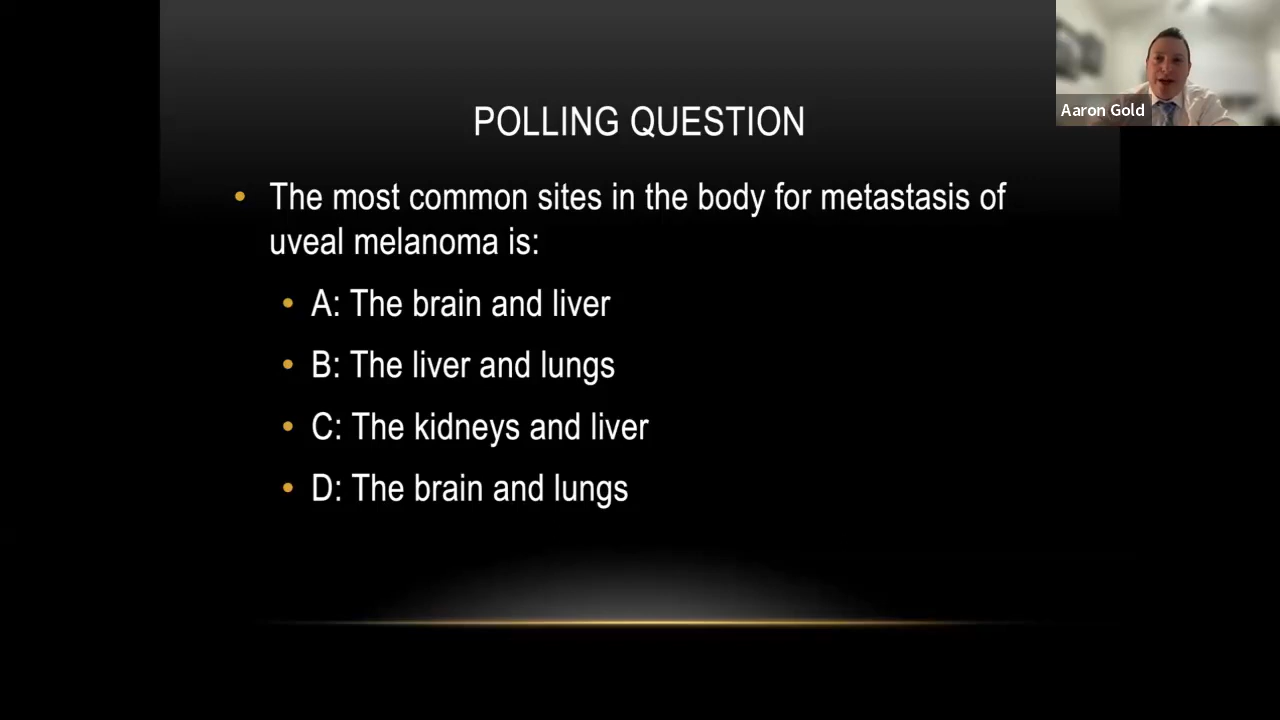 Aaron Gold
POLLING QUESTION
• The most common sites in the body for metastasis of
uveal melanoma is:
• A: The brain and liver
• B: The liver and lungs
• C: The kidneys and liver
• D: The brain and lungs